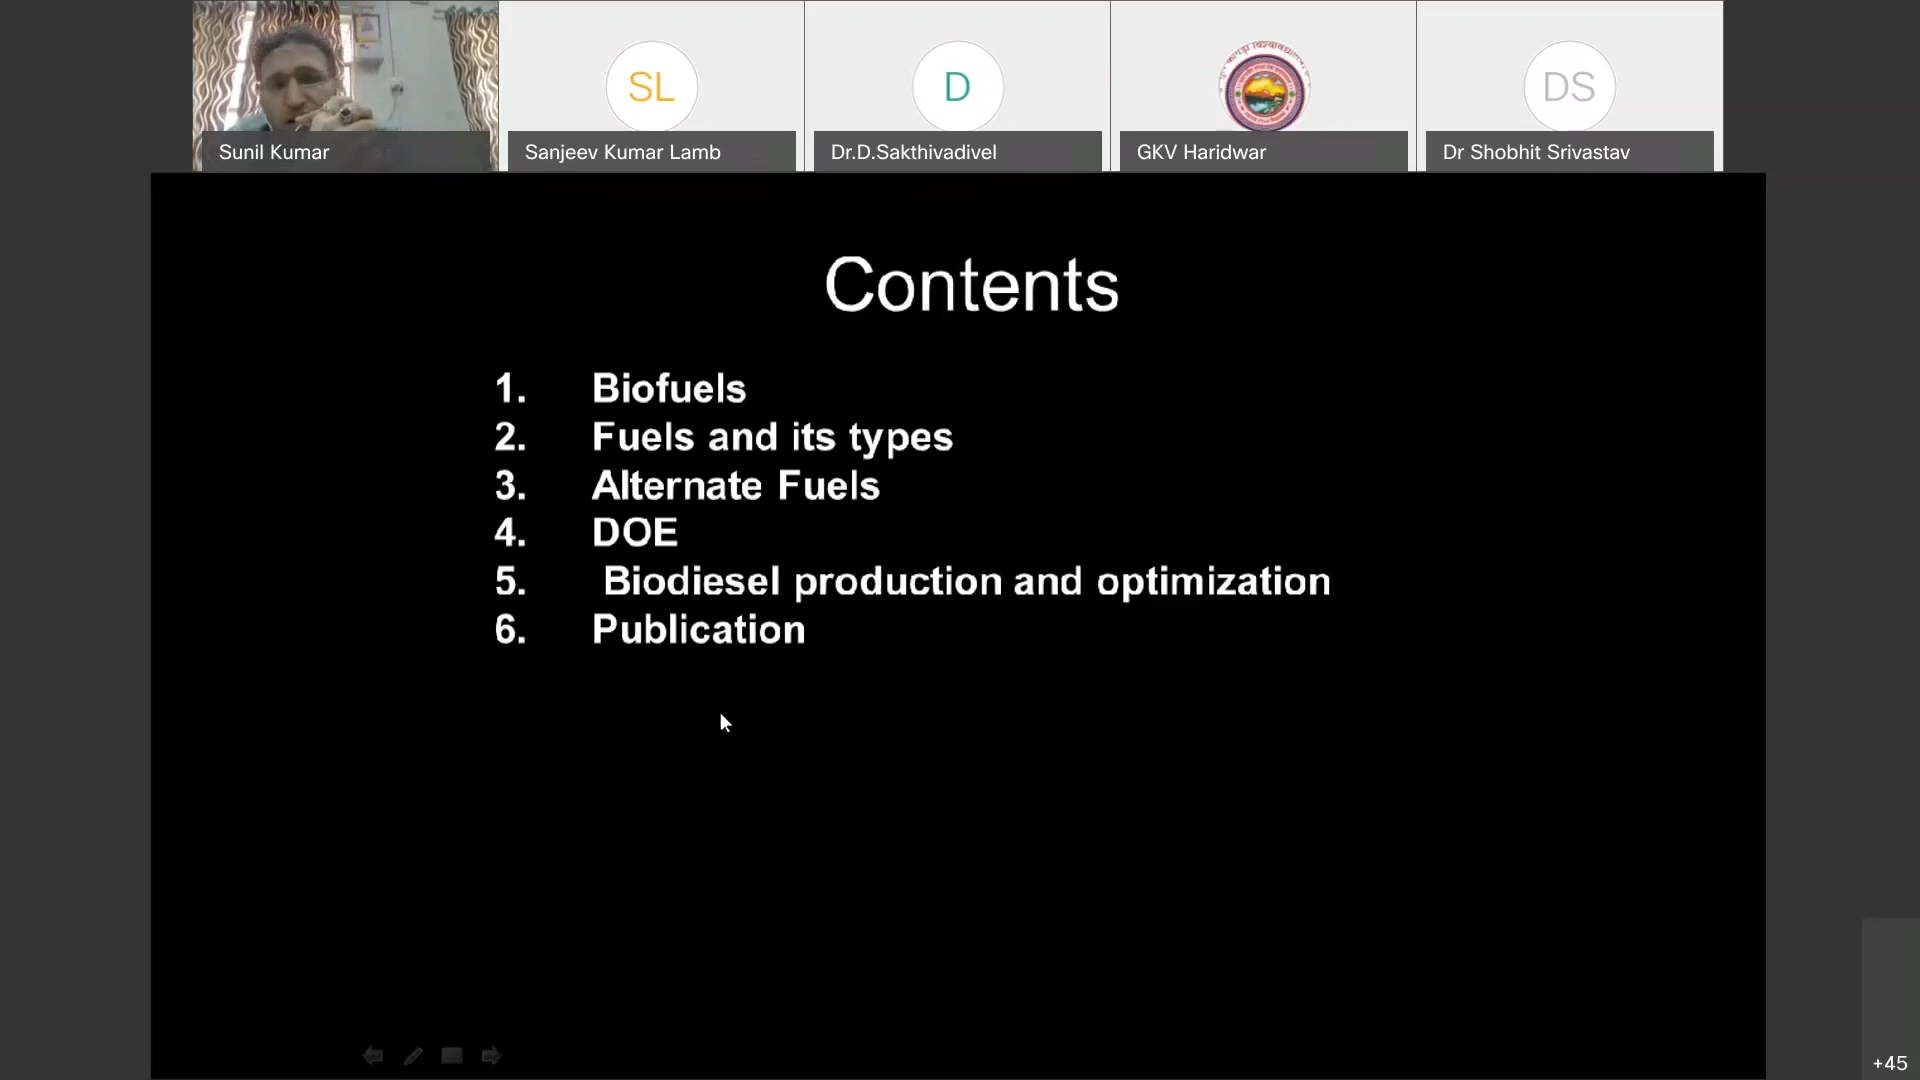 SL
D
DS
Sunil Kumar
Sanjeev Kumar Lamb
Dr.D.Sakthivadivel
GKV Haridwar
Dr Shobhit Srivastav
Contents
1. Biofuels
2. Fuels and its types
3. Alternate Fuels
4. DOE
5. Biodiesel production and optimization
6. Publication
+45